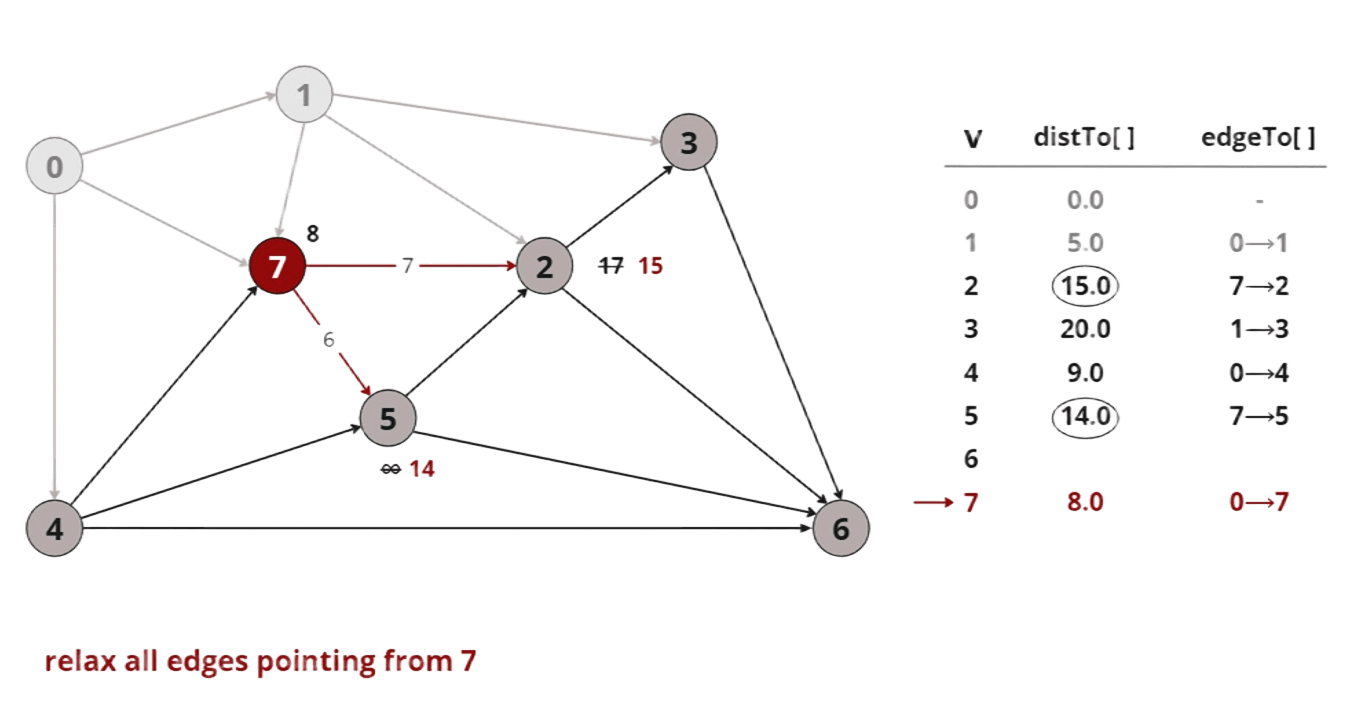 1
0
3
8
7
7
2
17 15
6
5
∞ 14
4
6
V distTo[ ] edgeTo[ ]
0 0.0 -
1 5.0 0→1
2 15.0 7→2
3 20.0 1→3
4 9.0 0→4
5 14.0 7→5
6
→ 7 8.0 0→7
relax all edges pointing from 7